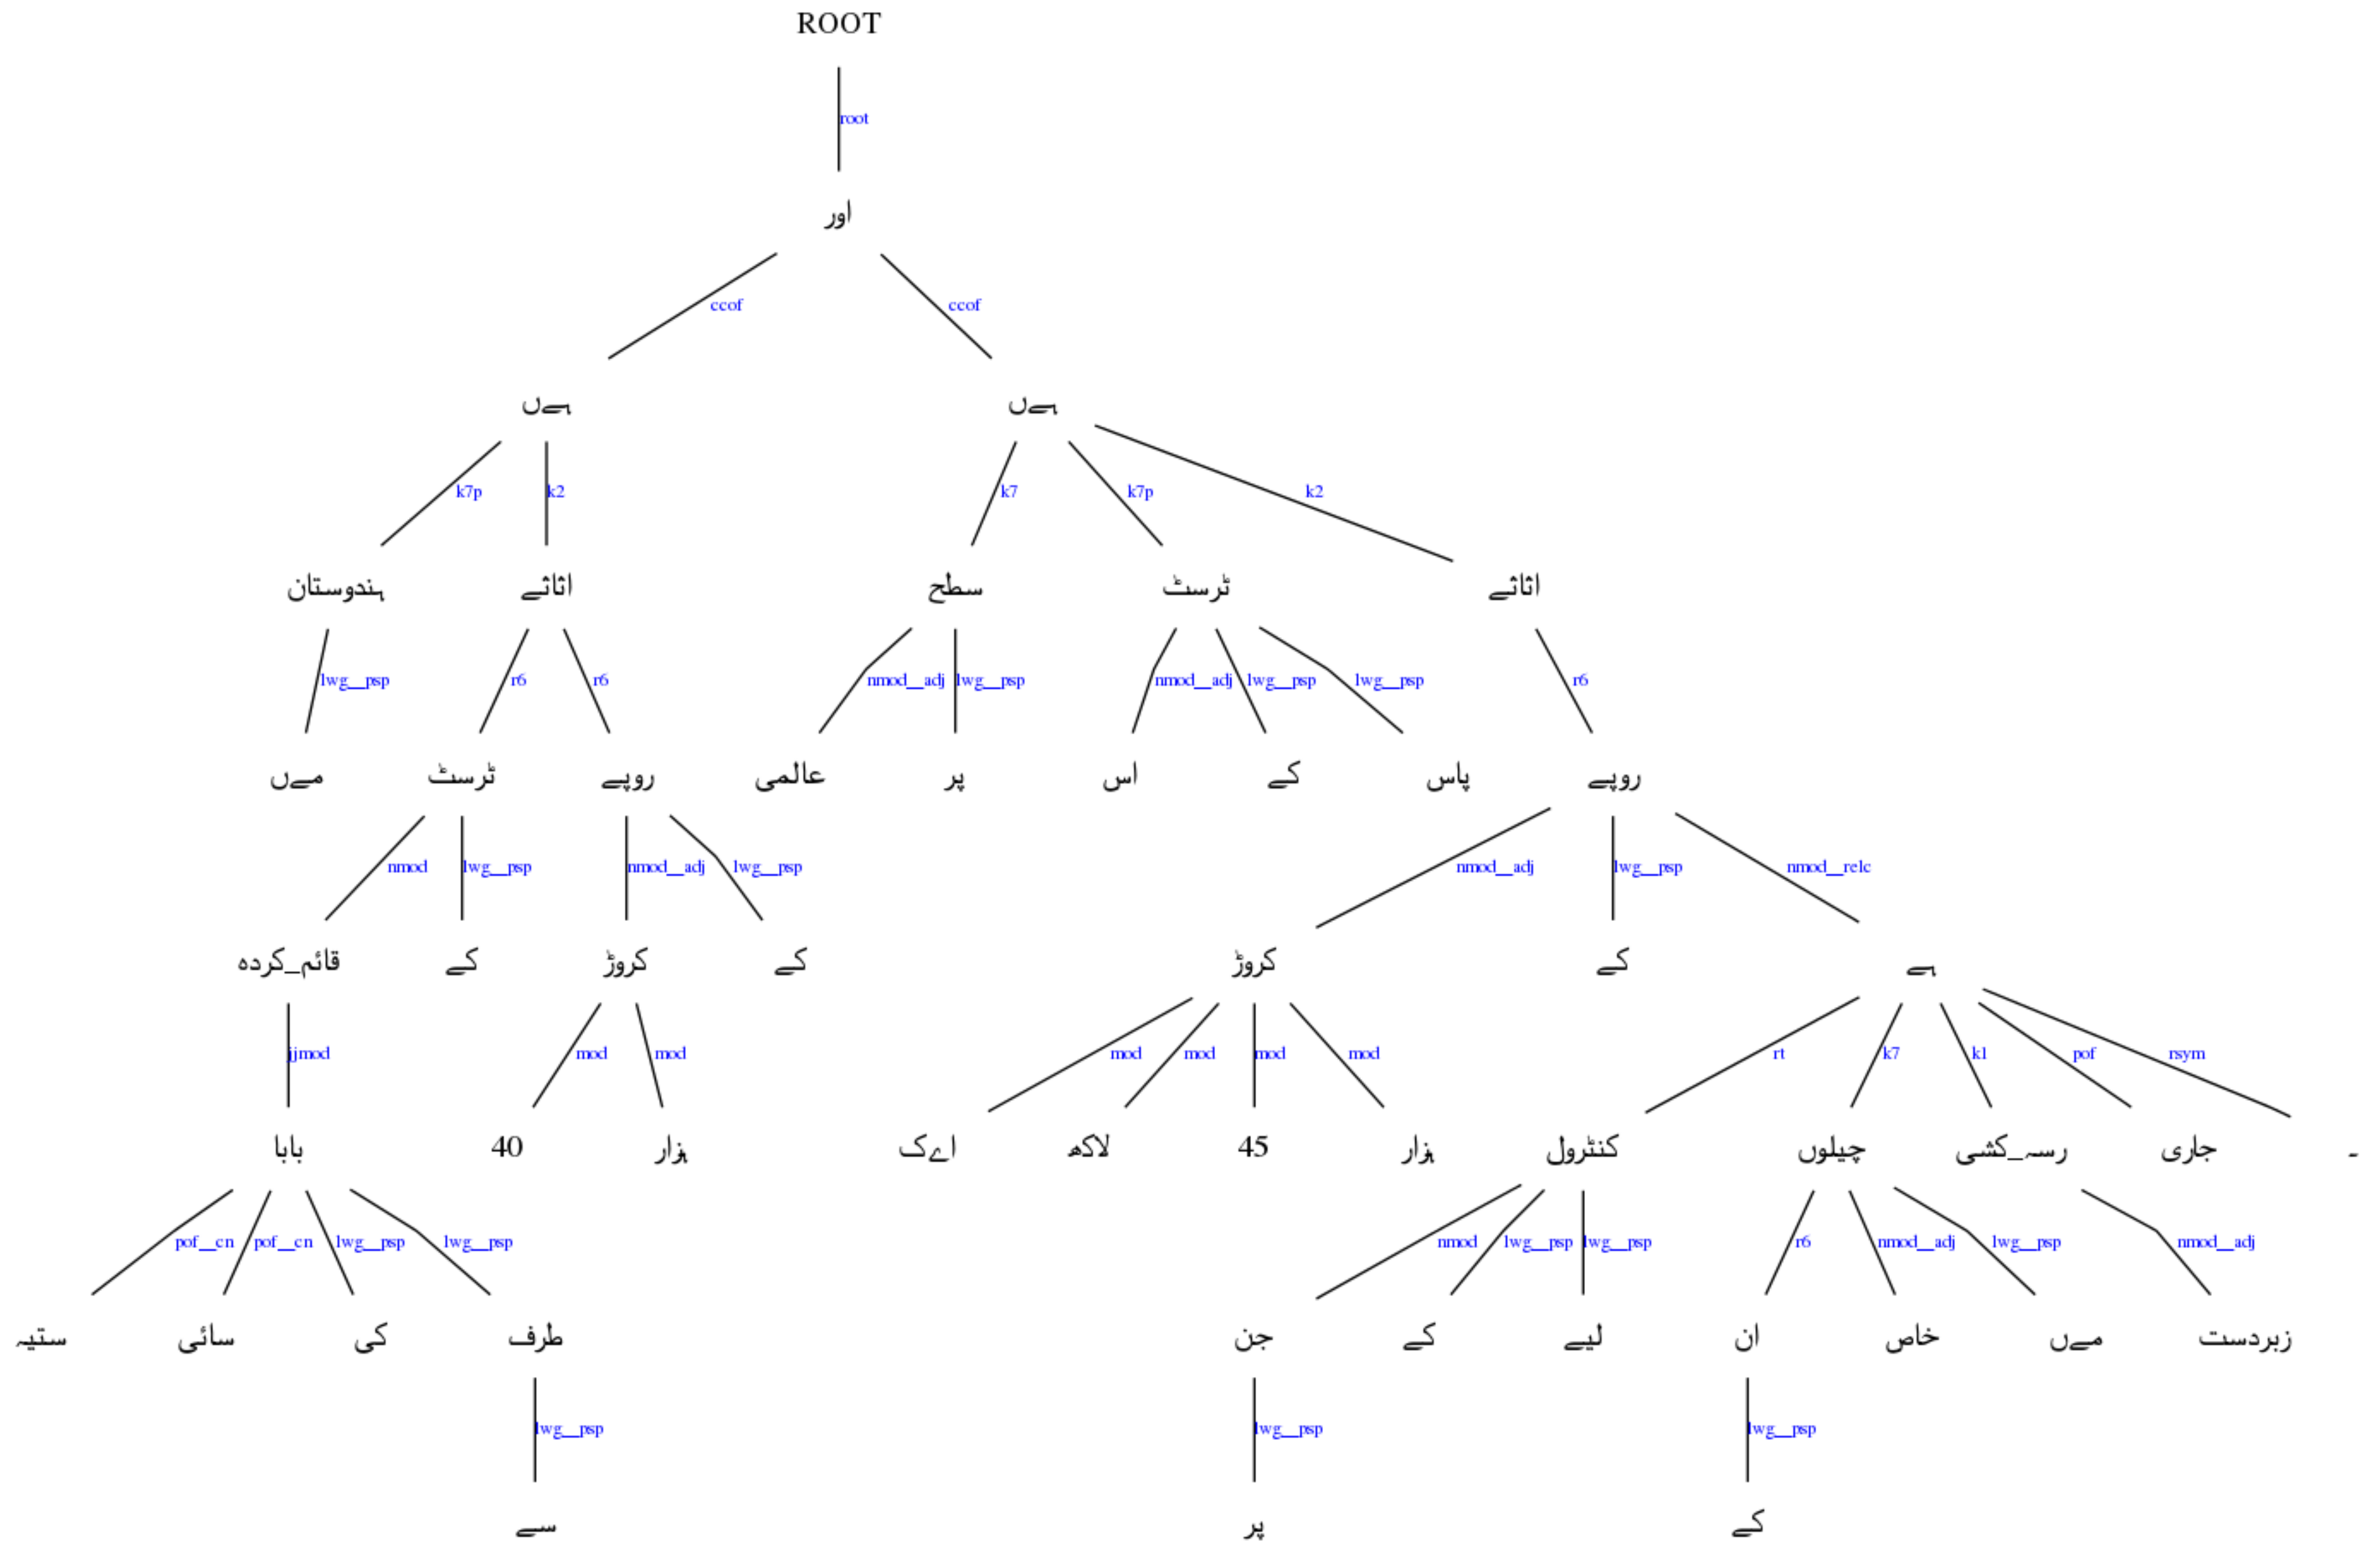 ROOT
root
اور
ccof ccof
ہےں ہےں
k7p k2 k7 k7p k2
ہندوستان اثاثے سطح ٹرسٹ اثاثے
lwg__psp r6 r6 nmod__adj lwg__psp nmod__adj lwg__psp lwg__psp r6
مےں ٹرسٹ روپے عالمی پر اس کے پاس روپے
nmod lwg__psp nmod__adj lwg__psp nmod__adj lwg__psp nmod__relc
قائم_کردہ کے کروڑ کے کروڑ کے ہے
jjmod mod mod mod mod mod mod rt k7 k1 pof rsym
بابا 40 ہزار اےک لاکھ 45 ہزار کنٹرول چیلوں رسہ_کشی جاری ۔
pof__cn pof__cn lwg__psp lwg__psp nmod lwg__psp lwg__psp r6 nmod__adj lwg__psp nmod__adj
ستیہ سائی کی طرف جن کے لیے ان خاص مےں زبردست
lwg__psp lwg__psp lwg__psp
سے پر کے